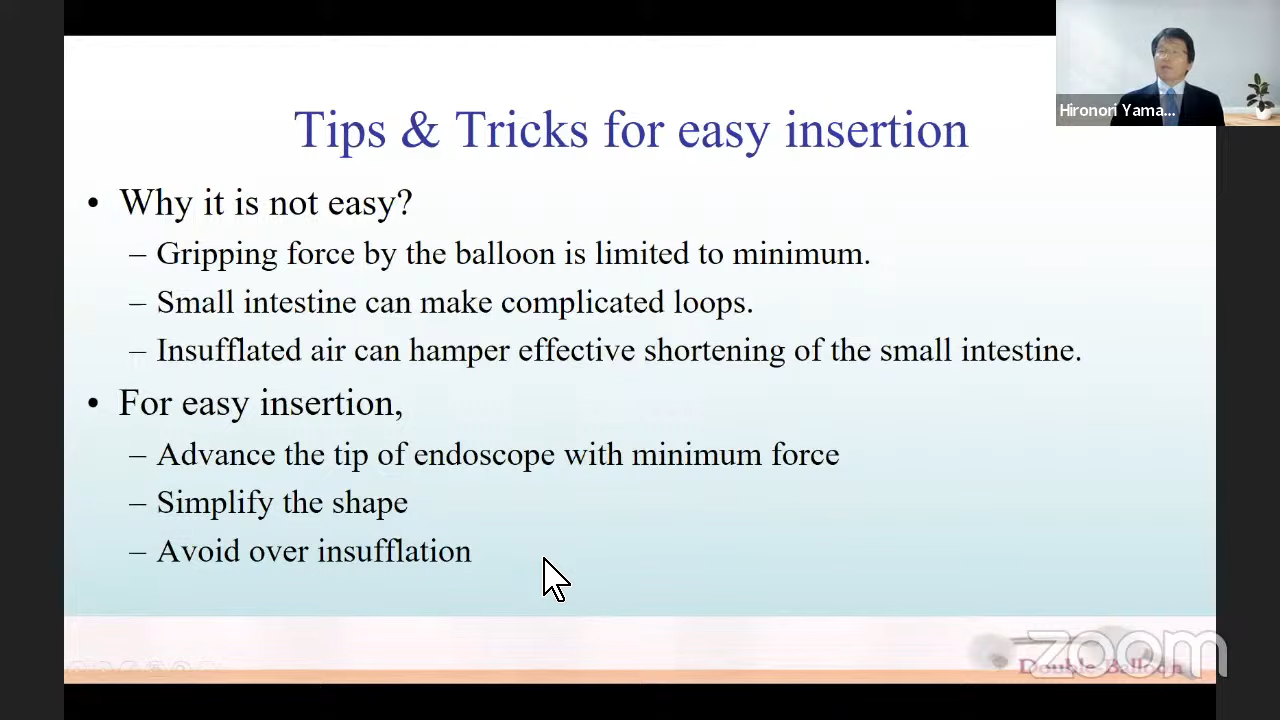 Hironori Yama...
Tips & Tricks for easy insertion
• Why it is not easy?
– Gripping force by the balloon is limited to minimum.
– Small intestine can make complicated loops.
– Insufflated air can hamper effective shortening of the small intestine.
• For easy insertion,
– Advance the tip of endoscope with minimum force
– Simplify the shape
– Avoid over insufflation
zoom
Double-Balloon